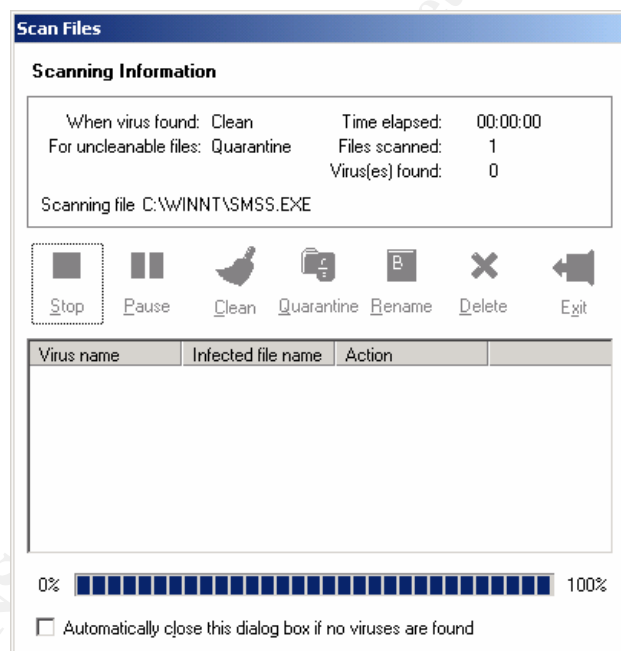 Scan Files
Scanning Information
When virus found: Clean Time elapsed: 00:00:00
For uncleanable files: Quarantine Files scanned: 1
Virus(es) found: 0
Scanning file C:\WINNT\SMSS.EXE
Stop Pause Clean Quarantine Rename Delete Exit
Virus name Infected file name Action
0% 100%
Automatically close this dialog box if no viruses are found